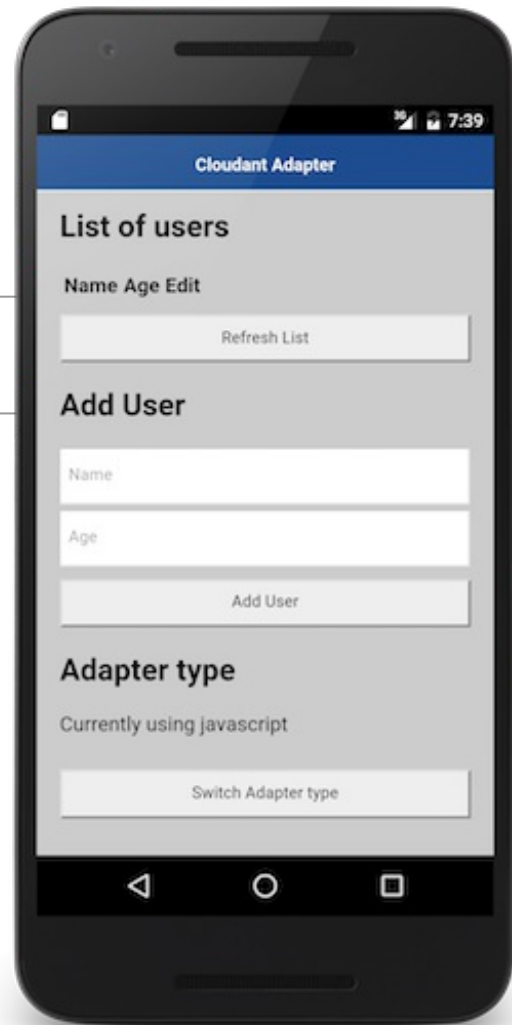 3G 7:39
Cloudant Adapter
List of users
Name Age Edit
Refresh List
Add User
Name
Age
Add User
Adapter type
Currently using javascript
Switch Adapter type